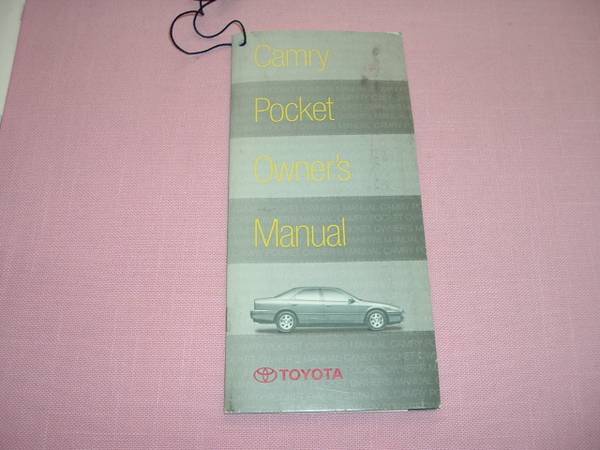 Camry
Pocket
Owner's
Manual
TOYOTA